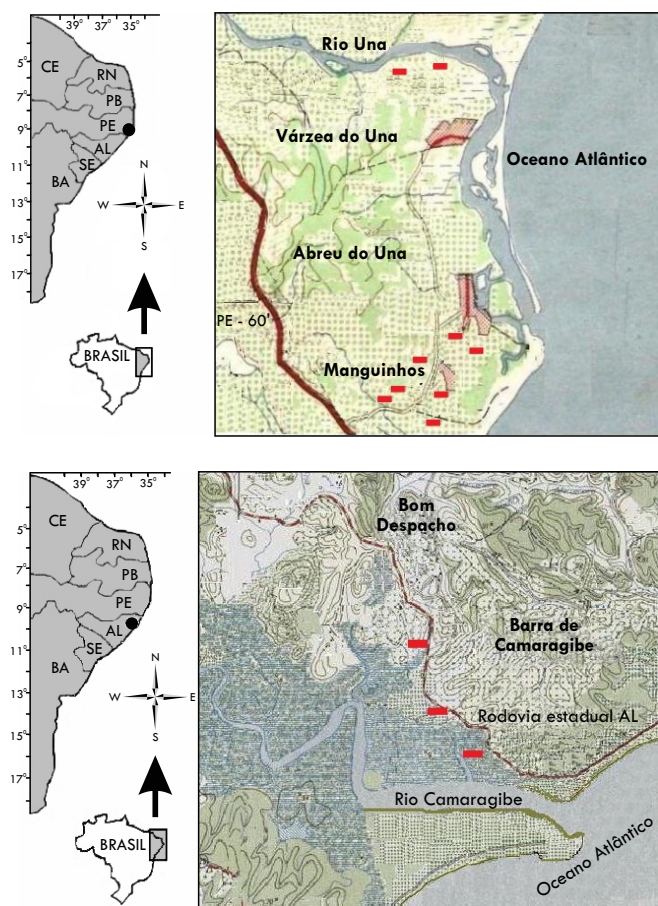 39° 37° 35°
5°
7°
9°
11°
13°
15°
17°
CE
RN
PB
PE
AL
SE
BA
N
W E
S
BRASIL
Rio Una
Várzea do Una
Oceano Atlântico
Abreu do Una
PE - 60'
Manguinhos
39° 37° 35°
5°
7°
9°
11°
13°
15°
17°
CE
RN
PB
PE
AL
SE
BA
N
W E
S
BRASIL
Bom
Despacho
Barra de
Camaragibe
Rodovia estadual AL
Rio Camaragibe
Oceano Atlântico